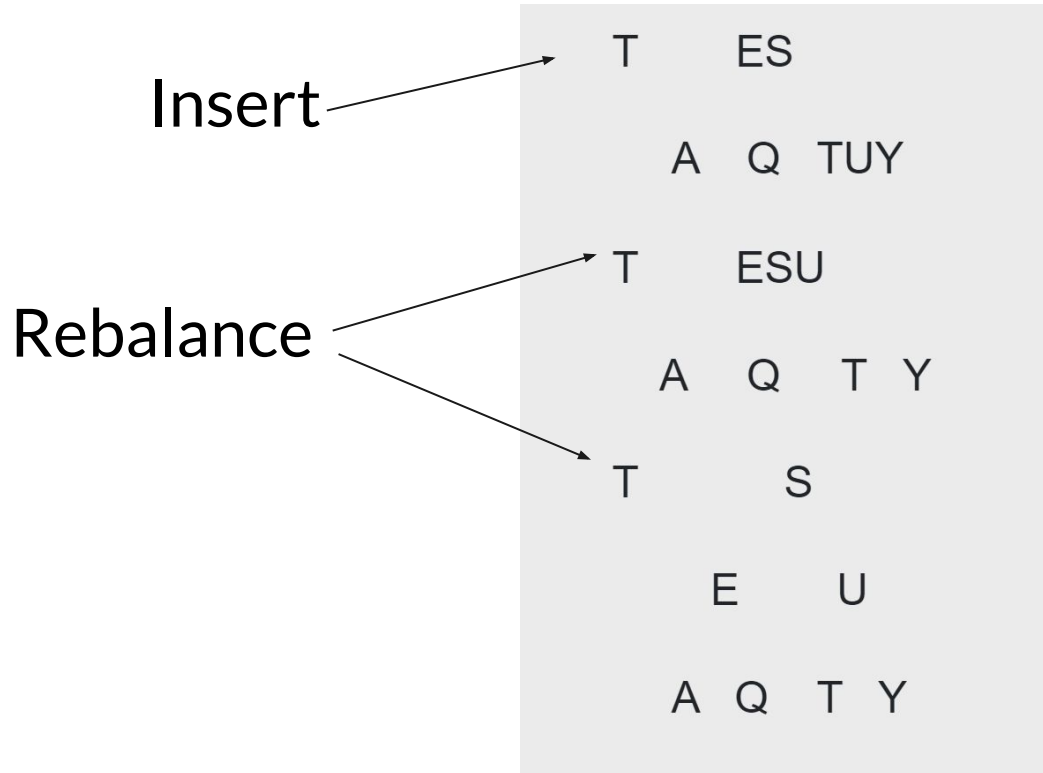 T ES
Insert
A Q TUY
T ESU
Rebalance
A Q T Y
T S
E U
A Q T Y